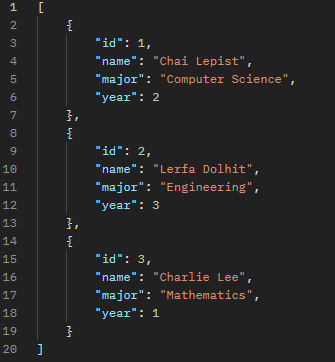 1 [
2     {
3         "id": 1,
4         "name": "Chai Lepist",
5         "major": "Computer Science",
6         "year": 2
7     },
8     {
9         "id": 2,
10         "name": "Lerfa Dolhit",
11         "major": "Engineering",
12         "year": 3
13     },
14     {
15         "id": 3,
16         "name": "Charlie Lee",
17         "major": "Mathematics",
18         "year": 1
19     }
20 ]